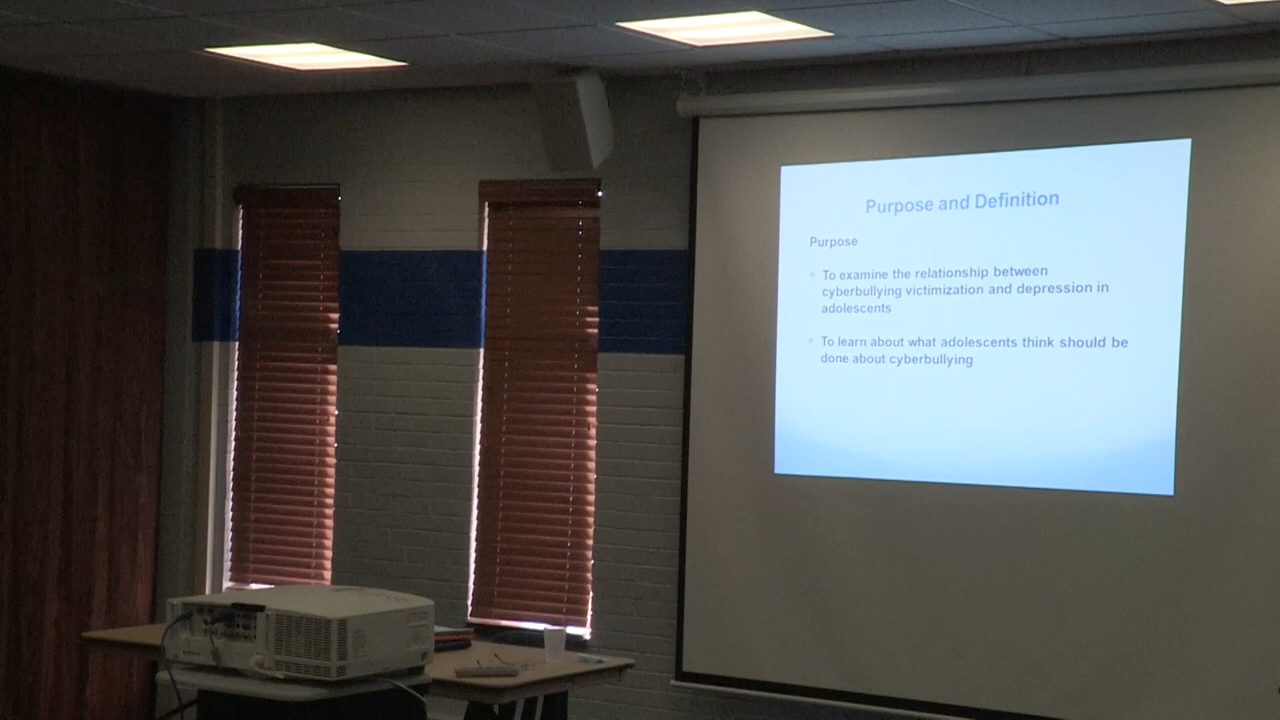 Purpose and Definition
Purpose
To examine the relationship between
cyberbullying victimization and depression in
adolescents
To learn about what adolescents think should be
done about cyberbullying